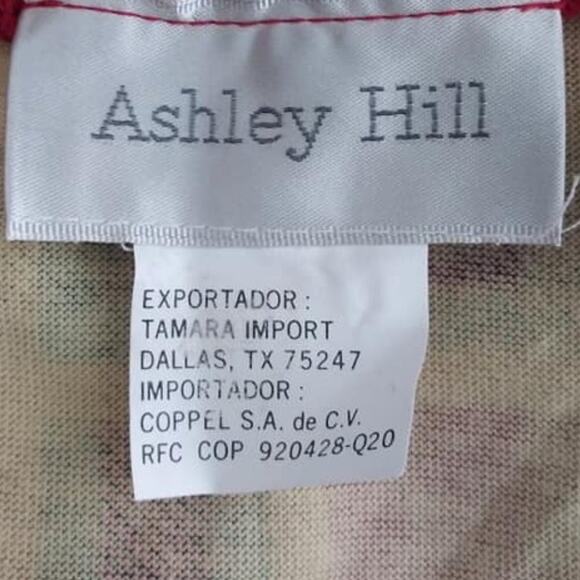 Ashley Hill
EXPORTADOR :
TAMARA IMPORT
DALLAS, TX 75247
IMPORTADOR :
COPPEL S.A. de C.V.
RFC COP 920428-Q20